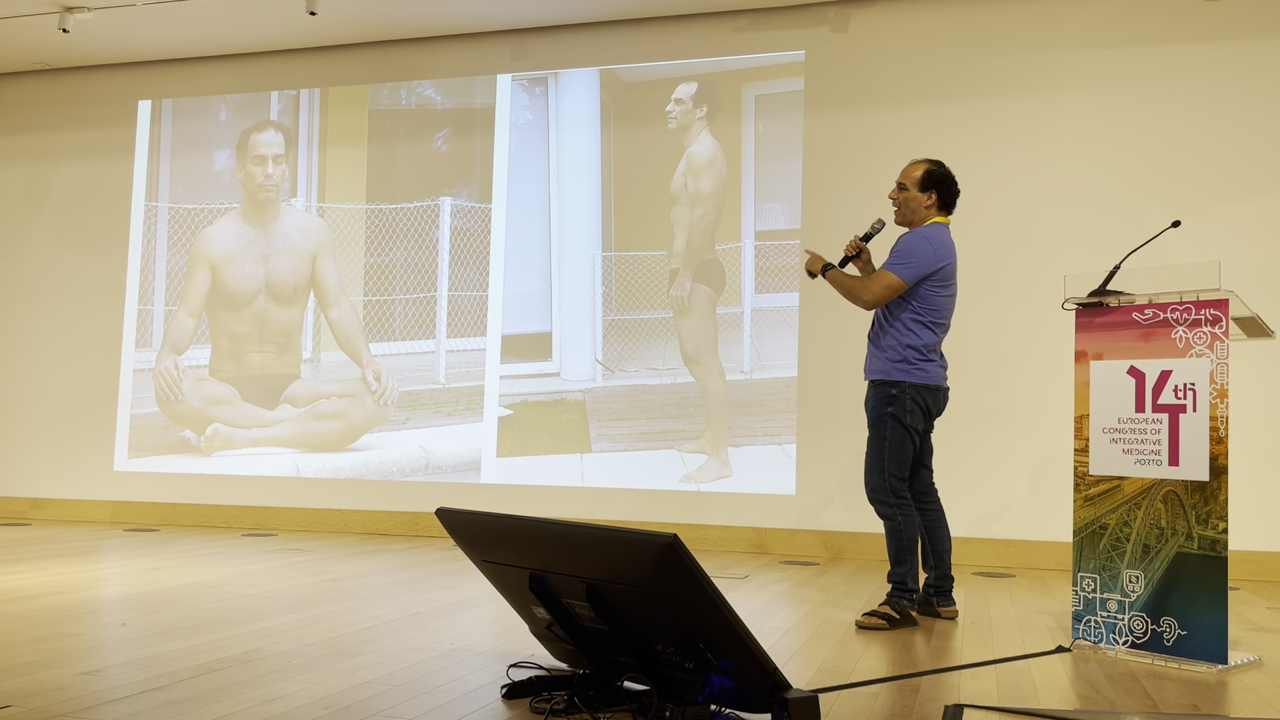 14th
EUROPEAN
CONGRESS OF
INTEGRATIVE
MEDICINE
PORTO